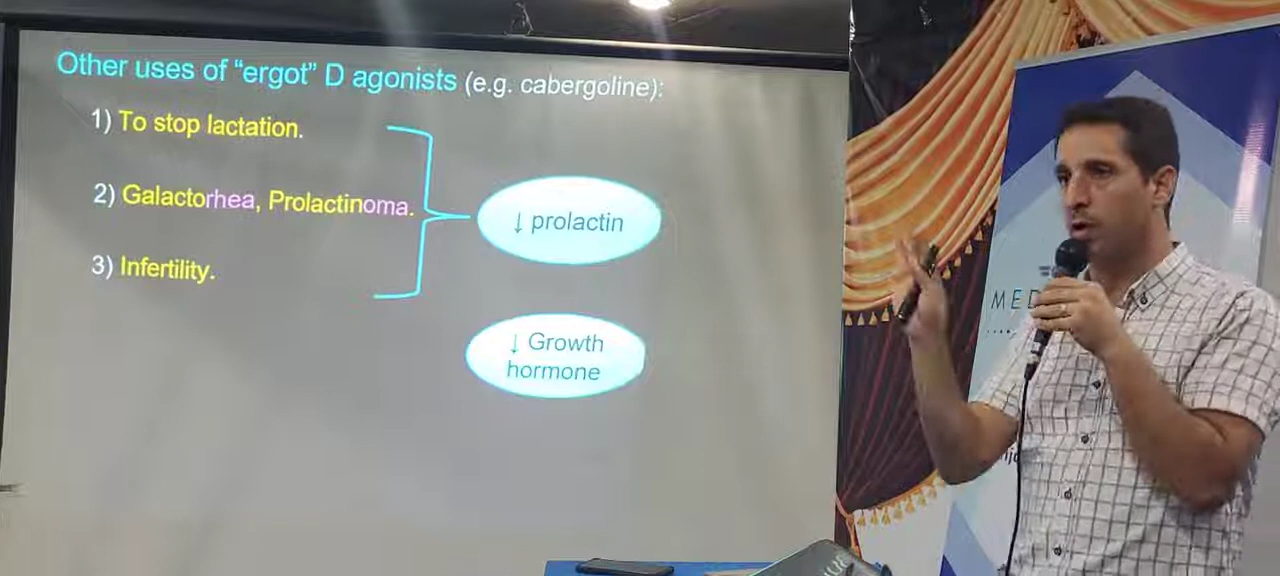 Other uses of “ergot” D agonists (e.g. cabergoline):
1) To stop lactation.
2) Galactorhea, Prolactinoma.
3) Infertility.
↓ prolactin
↓ Growth
hormone
MED